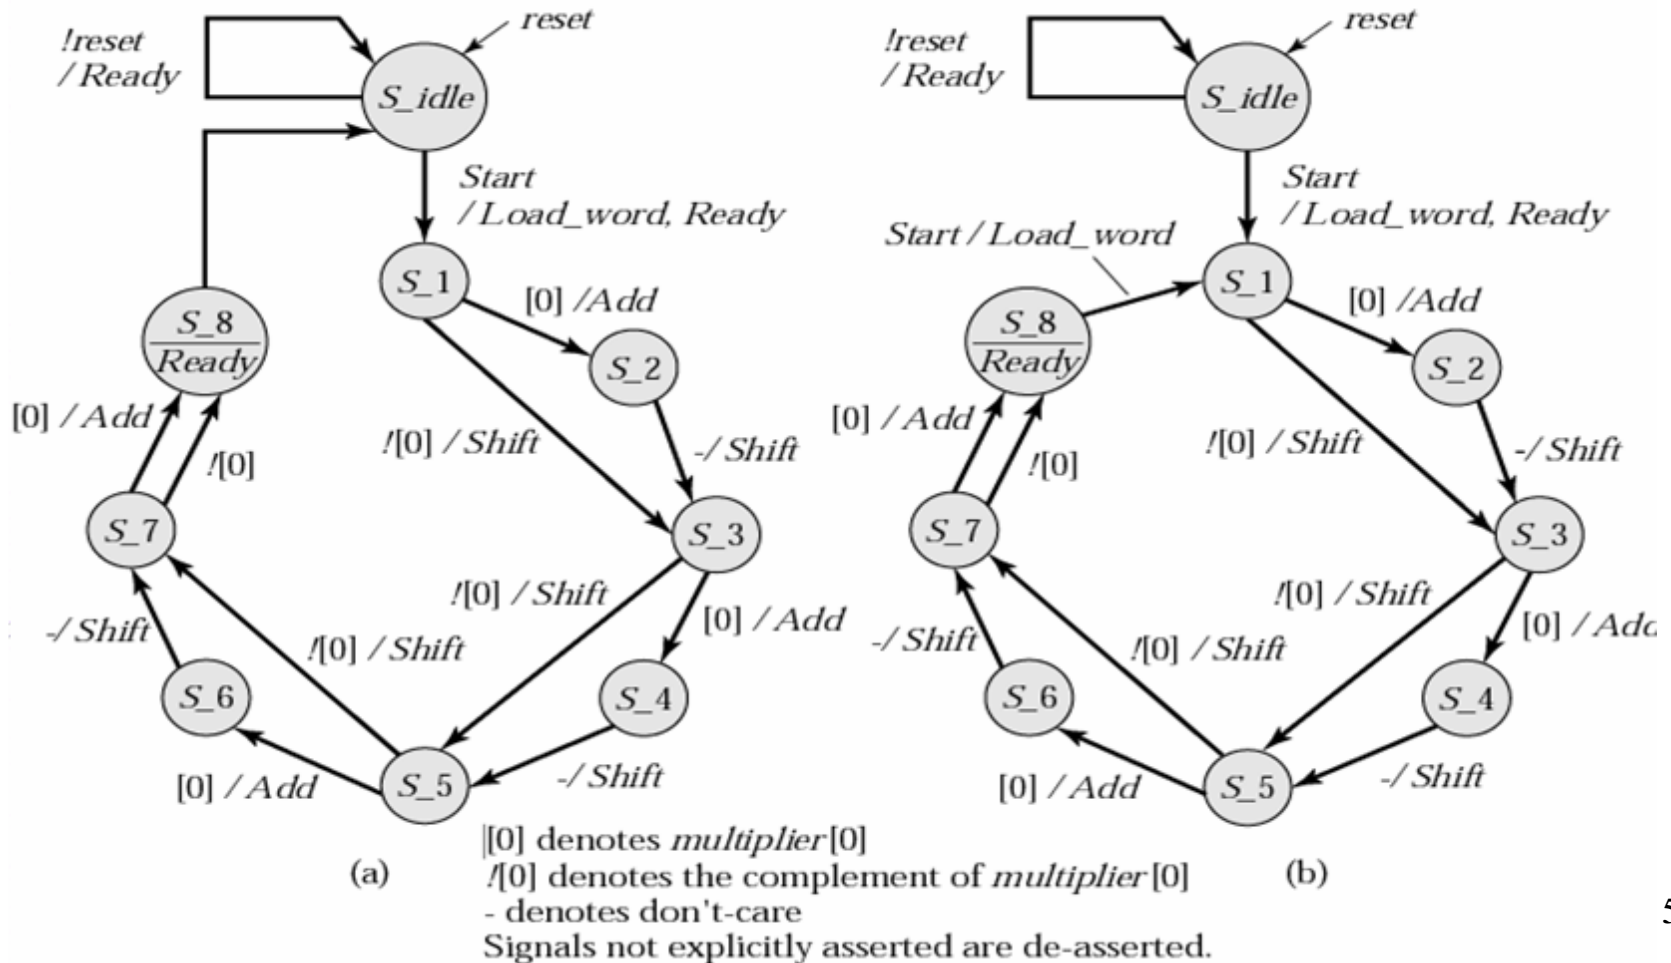 reset
!reset
/ Ready
S_idle
Start
/ Load_word, Ready
S_1
[0] / Add
S_8
Ready
S_2
[0] / Add
![0]
![0] / Shift
-/ Shift
S_7
S_3
![0] / Shift
[0] / Add
-/ Shift
![0] / Shift
S_6
S_4
[0] / Add
S_5
-/ Shift
(a)
reset
!reset
/ Ready
S_idle
Start
/ Load_word, Ready
Start / Load_word
S_1
[0] / Add
S_8
Ready
S_2
[0] / Add
![0]
![0] / Shift
-/ Shift
S_7
S_3
![0] / Shift
[0] / Add
-/ Shift
![0] / Shift
S_6
S_4
[0] / Add
S_5
-/ Shift
(b)
[0] denotes multiplier[0]
![0] denotes the complement of multiplier[0]
- denotes don't-care
Signals not explicitly asserted are de-asserted.
5